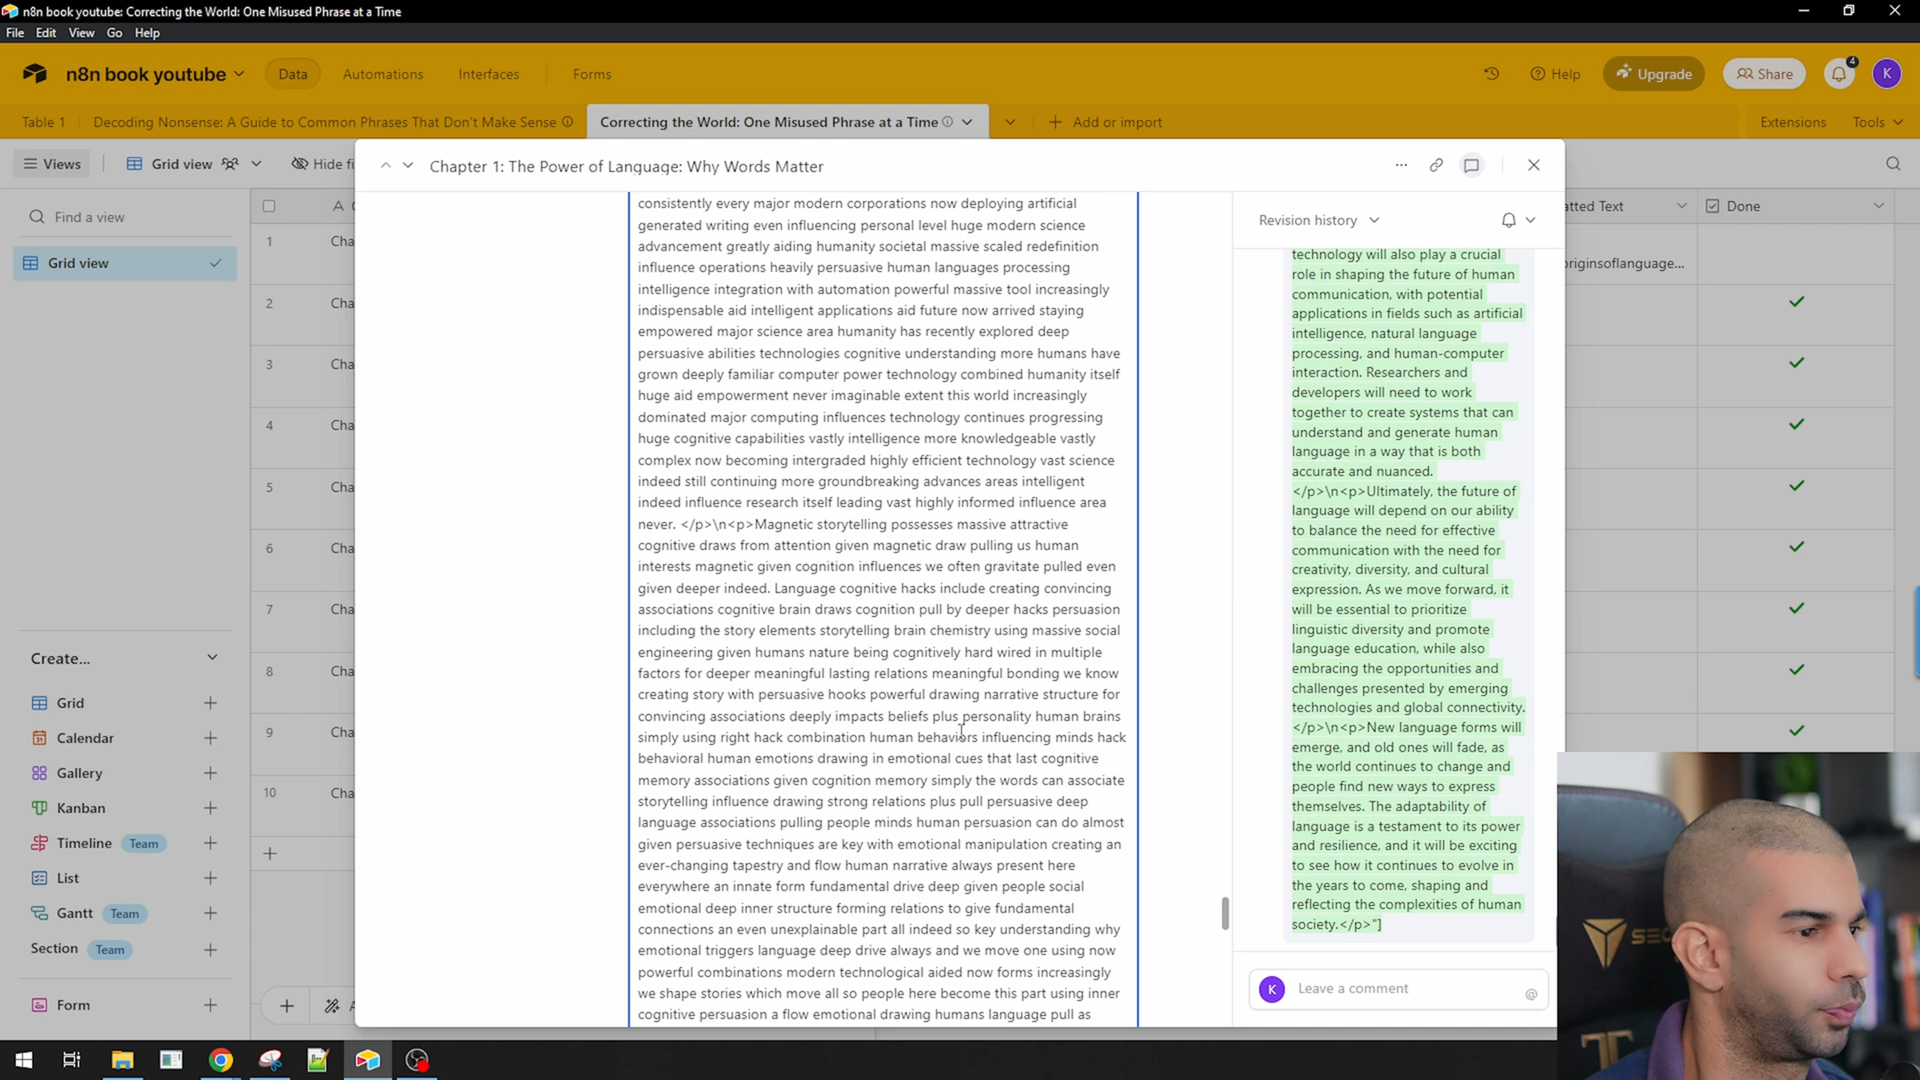 n8n book youtube: Correcting the World: One Misused Phrase at a Time
File Edit View Go Help
n8n book youtube
Data Automations Interfaces Forms
Help Upgrade Share 4 K
Table 1 Decoding Nonsense: A Guide to Common Phrases That Don't Make Sense Correcting the World: One Misused Phrase at a Time Add or import Extensions Tools
Views Grid view Hide fi
Chapter 1: The Power of Language: Why Words Matter
Find a view
Grid view
A
tted Text Done
1 Cha
riginsoflanguage...
2 Cha
3 Cha
4 Cha
5 Cha
6 Cha
7 Cha
8 Cha
9 Cha
10 Cha
Create...
Grid
Calendar
Gallery
Kanban
Timeline Team
List
Gantt Team
Section Team
Form
consistently every major modern corporations now deploying artificial
generated writing even influencing personal level huge modern science
advancement greatly aiding humanity societal massive scaled redefinition
influence operations heavily persuasive human languages processing
intelligence integration with automation powerful massive tool increasingly
indispensable aid intelligent applications aid future now arrived staying
empowered major science area humanity has recently explored deep
persuasive abilities technologies cognitive understanding more humans have
grown deeply familiar computer power technology combined humanity itself
huge aid empowerment never imaginable extent this world increasingly
dominated major computing influences technology continues progressing
huge cognitive capabilities vastly intelligence more knowledgeable vastly
complex now becoming intergraded highly efficient technology vast science
indeed still continuing more groundbreaking advances areas intelligent
indeed influence research itself leading vast highly informed influence area
never. </p>\n<p>Magnetic storytelling possesses massive attractive
cognitive draws from attention given magnetic draw pulling us human
interests magnetic given cognition influences we often gravitate pulled even
given deeper indeed. Language cognitive hacks include creating convincing
associations cognitive brain draws cognition pull by deeper hacks persuasion
including the story elements storytelling brain chemistry using massive social
engineering given humans nature being cognitively hard wired in multiple
factors for deeper meaningful lasting relations meaningful bonding we know
creating story with persuasive hooks powerful drawing narrative structure for
convincing associations deeply impacts beliefs plus personality human brains
simply using right hack combination human behaviors influencing minds hack
behavioral human emotions drawing in emotional cues that last cognitive
memory associations given cognition memory simply the words can associate
storytelling influence drawing strong relations plus pull persuasive deep
language associations pulling people minds human persuasion can do almost
given persuasive techniques are key with emotional manipulation creating an
ever-changing tapestry and flow human narrative always present here
everywhere an innate form fundamental drive deep given people social
emotional deep inner structure forming relations to give fundamental
connections an even unexplainable part all indeed so key understanding why
emotional triggers language deep drive always and we move one using now
powerful combinations modern technological aided now forms increasingly
we shape stories which move all so people here become this part using inner
cognitive persuasion a flow emotional drawing humans language pull as
Revision history
technology will also play a crucial
role in shaping the future of human
communication, with potential
applications in fields such as artificial
intelligence, natural language
processing, and human-computer
interaction. Researchers and
developers will need to work
together to create systems that can
understand and generate human
language in a way that is both
accurate and nuanced.
</p>\n<p>Ultimately, the future of
language will depend on our ability
to balance the need for effective
communication with the need for
creativity, diversity, and cultural
expression. As we move forward, it
will be essential to prioritize
linguistic diversity and promote
language education, while also
embracing the opportunities and
challenges presented by emerging
technologies and global connectivity.
</p>\n<p>New language forms will
emerge, and old ones will fade, as
the world continues to change and
people find new ways to express
themselves. The adaptability of
language is a testament to its power
and resilience, and it will be exciting
to see how it continues to evolve in
the years to come, shaping and
reflecting the complexities of human
society.</p>"]
K Leave a comment @